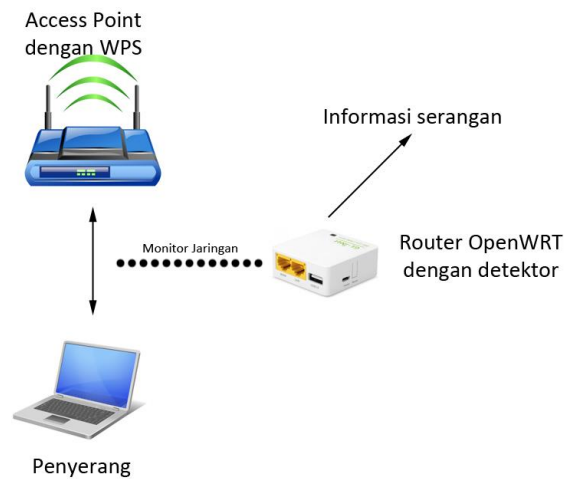 Access Point
dengan WPS
Informasi serangan
Monitor Jaringan
Router OpenWRT
dengan detektor
Penyerang